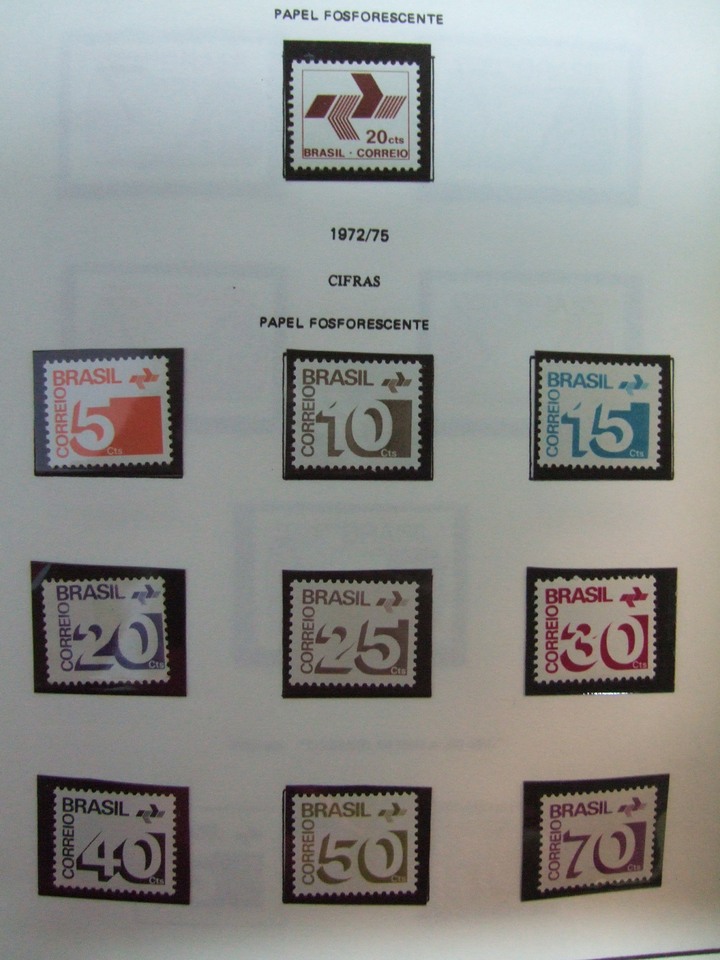 PAPEL FOSFORESCENTE
20cts
BRASIL · CORREIO
1972/75
CIFRAS
PAPEL FOSFORESCENTE
BRASIL
CORREIO
5
Cts
BRASIL
CORREIO
10
Cts
BRASIL
CORREIO
15
Cts
BRASIL
CORREIO
20
Cts
BRASIL
CORREIO
25
Cts
BRASIL
CORREIO
30
Cts
BRASIL
CORREIO
40
Cts
BRASIL
CORREIO
50
Cts
BRASIL
CORREIO
70
Cts